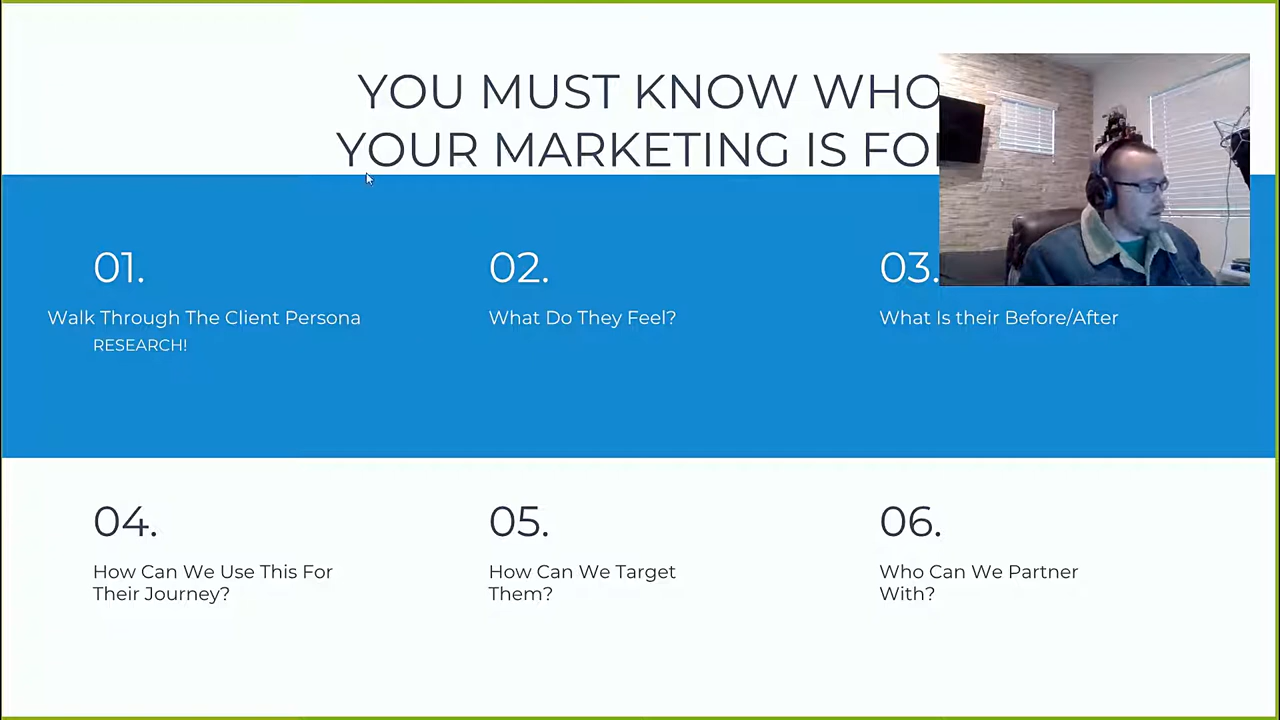 YOU MUST KNOW WHO
YOUR MARKETING IS FO
01.
Walk Through The Client Persona
RESEARCH!
02.
What Do They Feel?
03.
What Is their Before/After
04.
How Can We Use This For
Their Journey?
05.
How Can We Target
Them?
06.
Who Can We Partner
With?